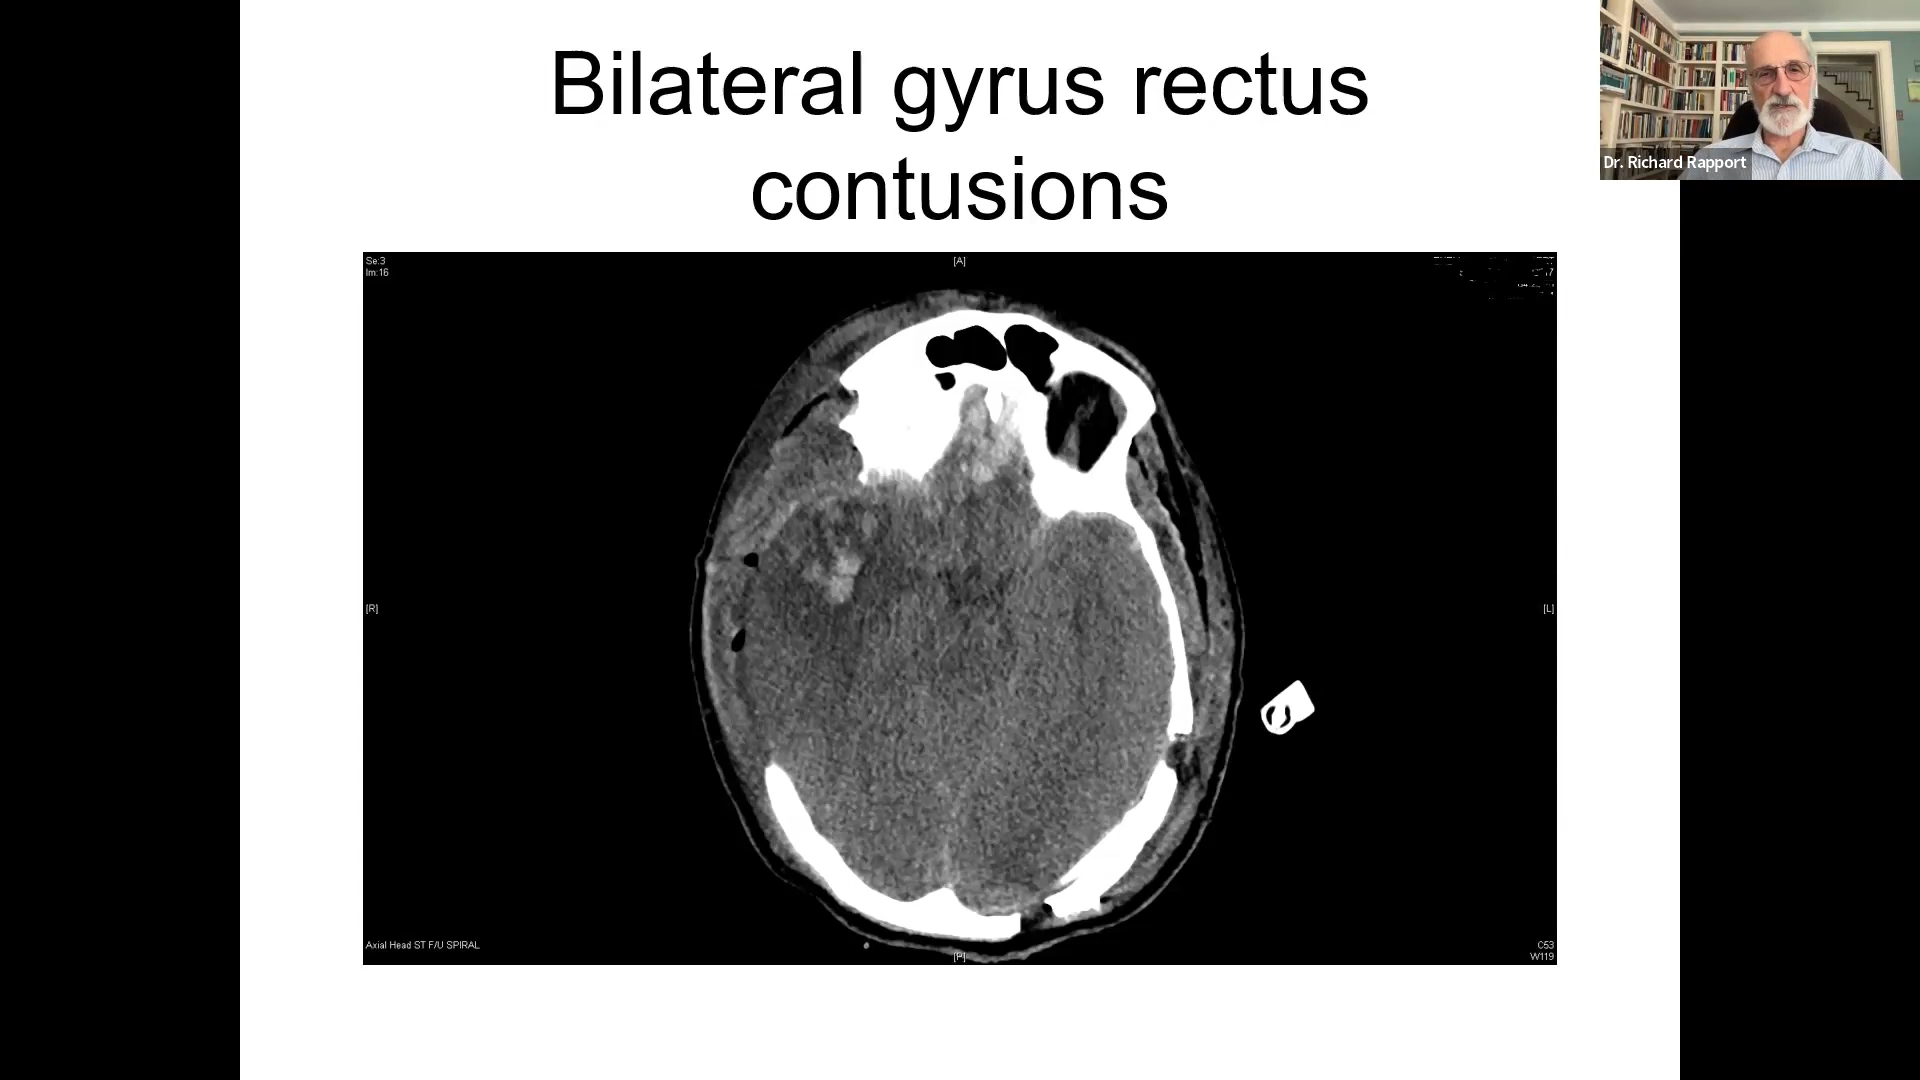 Bilateral gyrus rectus
contusions
Dr. Richard Rapport
Se:3
Im:16
[A]
[R]
[L]
Axial Head ST F/U SPIRAL
[P]
C53
W119